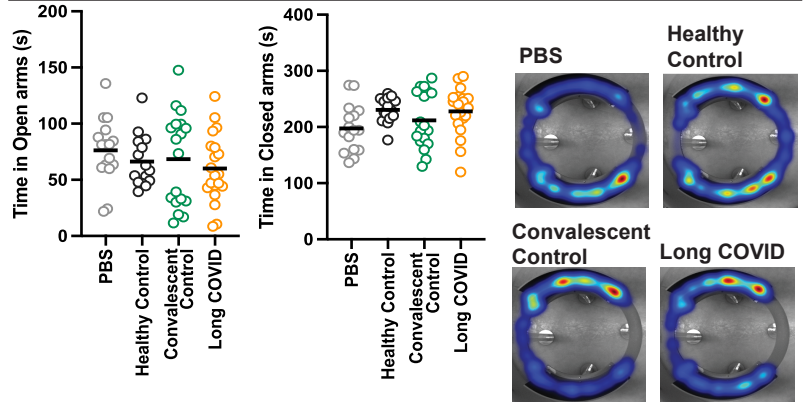 Time in Open arms (s)
200
150
100
50
0
PBS
Healthy Control
Convalescent
Control
Long COVID
Time in Closed arms (s)
400
300
200
100
0
PBS
Healthy Control
Convalescent
Control
Long COVID
PBS
Healthy
Control
Convalescent
Control
Long COVID